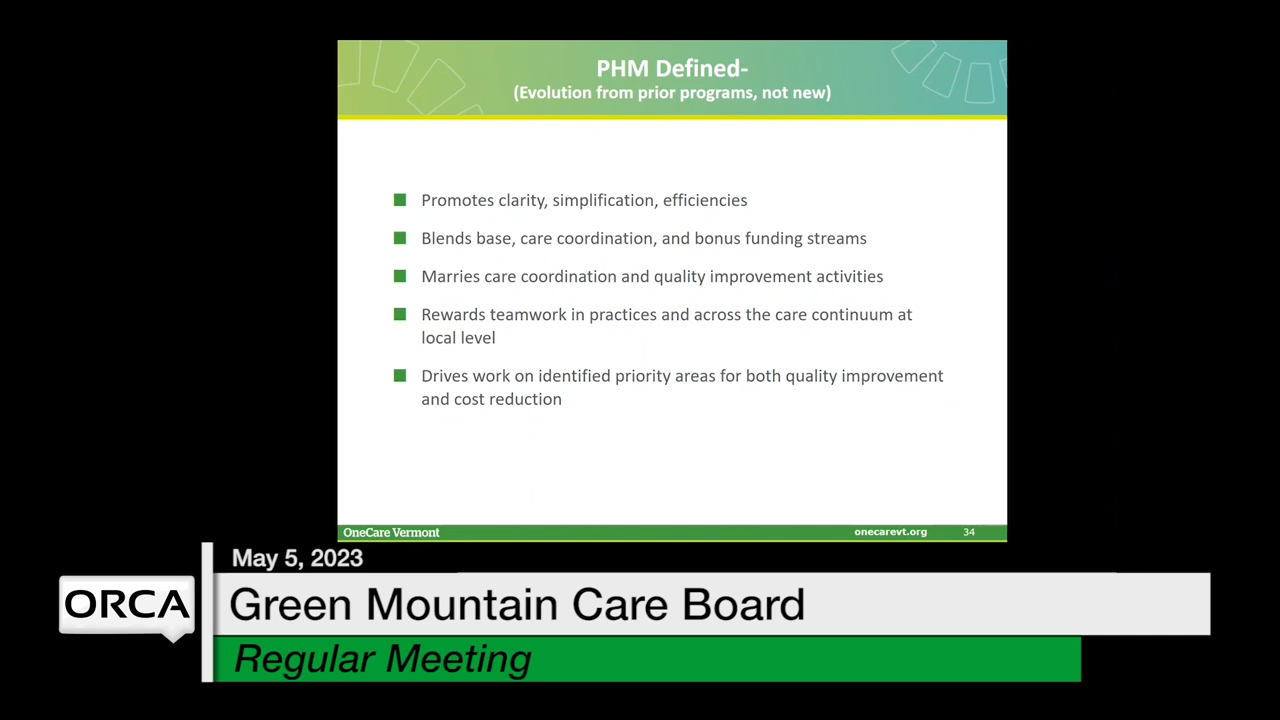 PHM Defined-
(Evolution from prior programs, not new)
Promotes clarity, simplification, efficiencies
Blends base, care coordination, and bonus funding streams
Marries care coordination and quality improvement activities
Rewards teamwork in practices and across the care continuum at
local level
Drives work on identified priority areas for both quality improvement
and cost reduction
OneCare Vermont
onecarevt.org
34
May 5, 2023
ORCA
Green Mountain Care Board
Regular Meeting